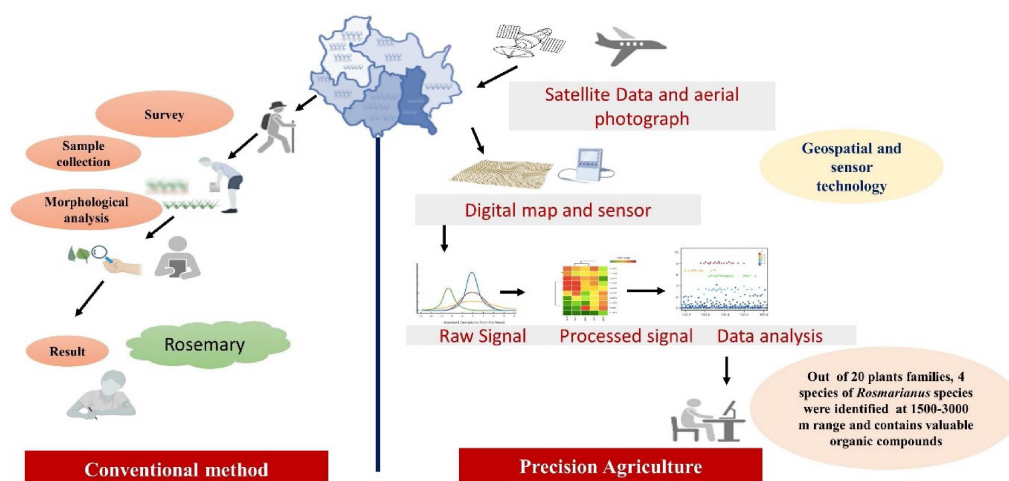 Survey
Sample
collection
Morphological
analysis
Result
Rosemary
Conventional method
Satellite Data and aerial
photograph
Geospatial and
sensor
technology
Digital map and sensor
Raw Signal
Processed signal
Data analysis
Out of 20 plants families, 4
species of Rosmarianus species
were identified at 1500-3000
m range and contains valuable
organic compounds
Precision Agriculture